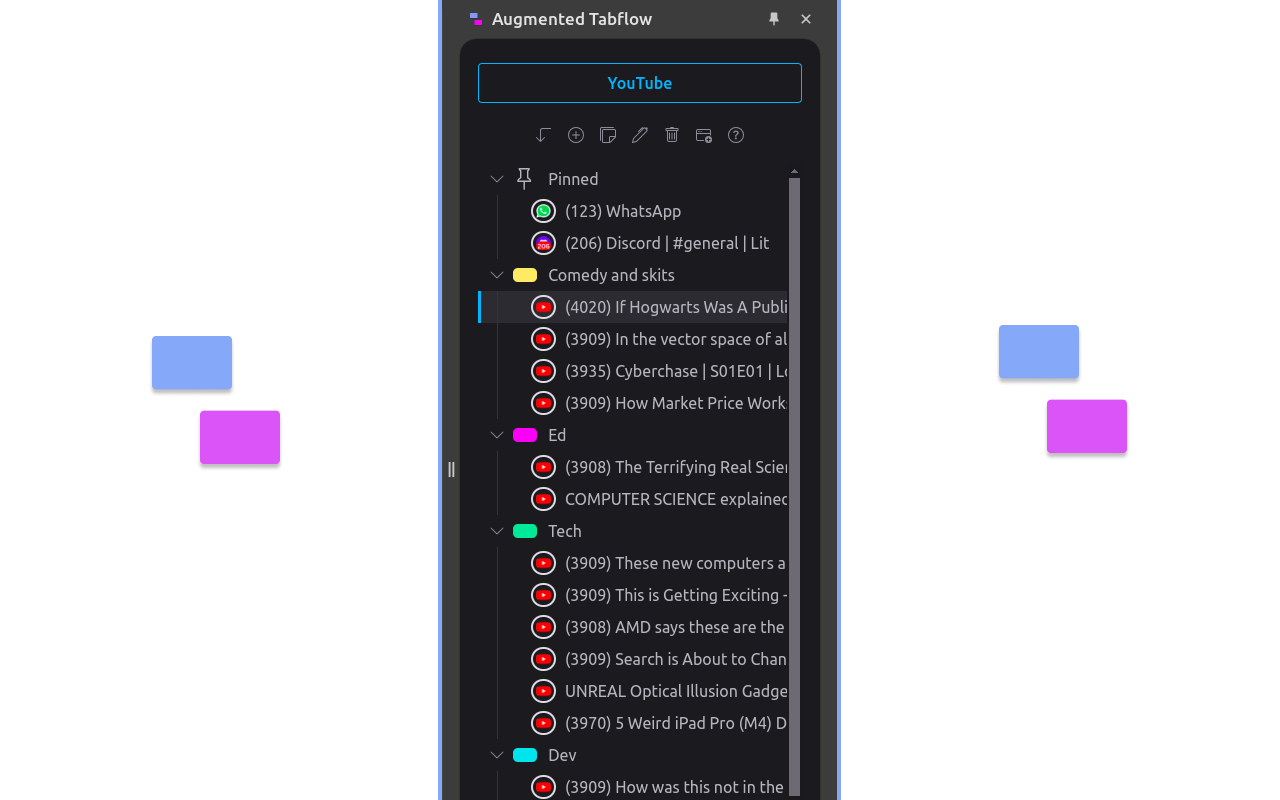 Augmented Tabflow
YouTube
Pinned
(123) WhatsApp
206
(206) Discord | #general | Lit
Comedy and skits
(4020) If Hogwarts Was A Publi
(3909) In the vector space of al
(3935) Cyberchase | S01E01 | Lo
(3909) How Market Price Works
Ed
(3908) The Terrifying Real Scien
COMPUTER SCIENCE explained
Tech
(3909) These new computers a
(3909) This is Getting Exciting -
(3908) AMD says these are the
(3909) Search is About to Chan
UNREAL Optical Illusion Gadge
(3970) 5 Weird iPad Pro (M4) D
Dev
(3909) How was this not in the